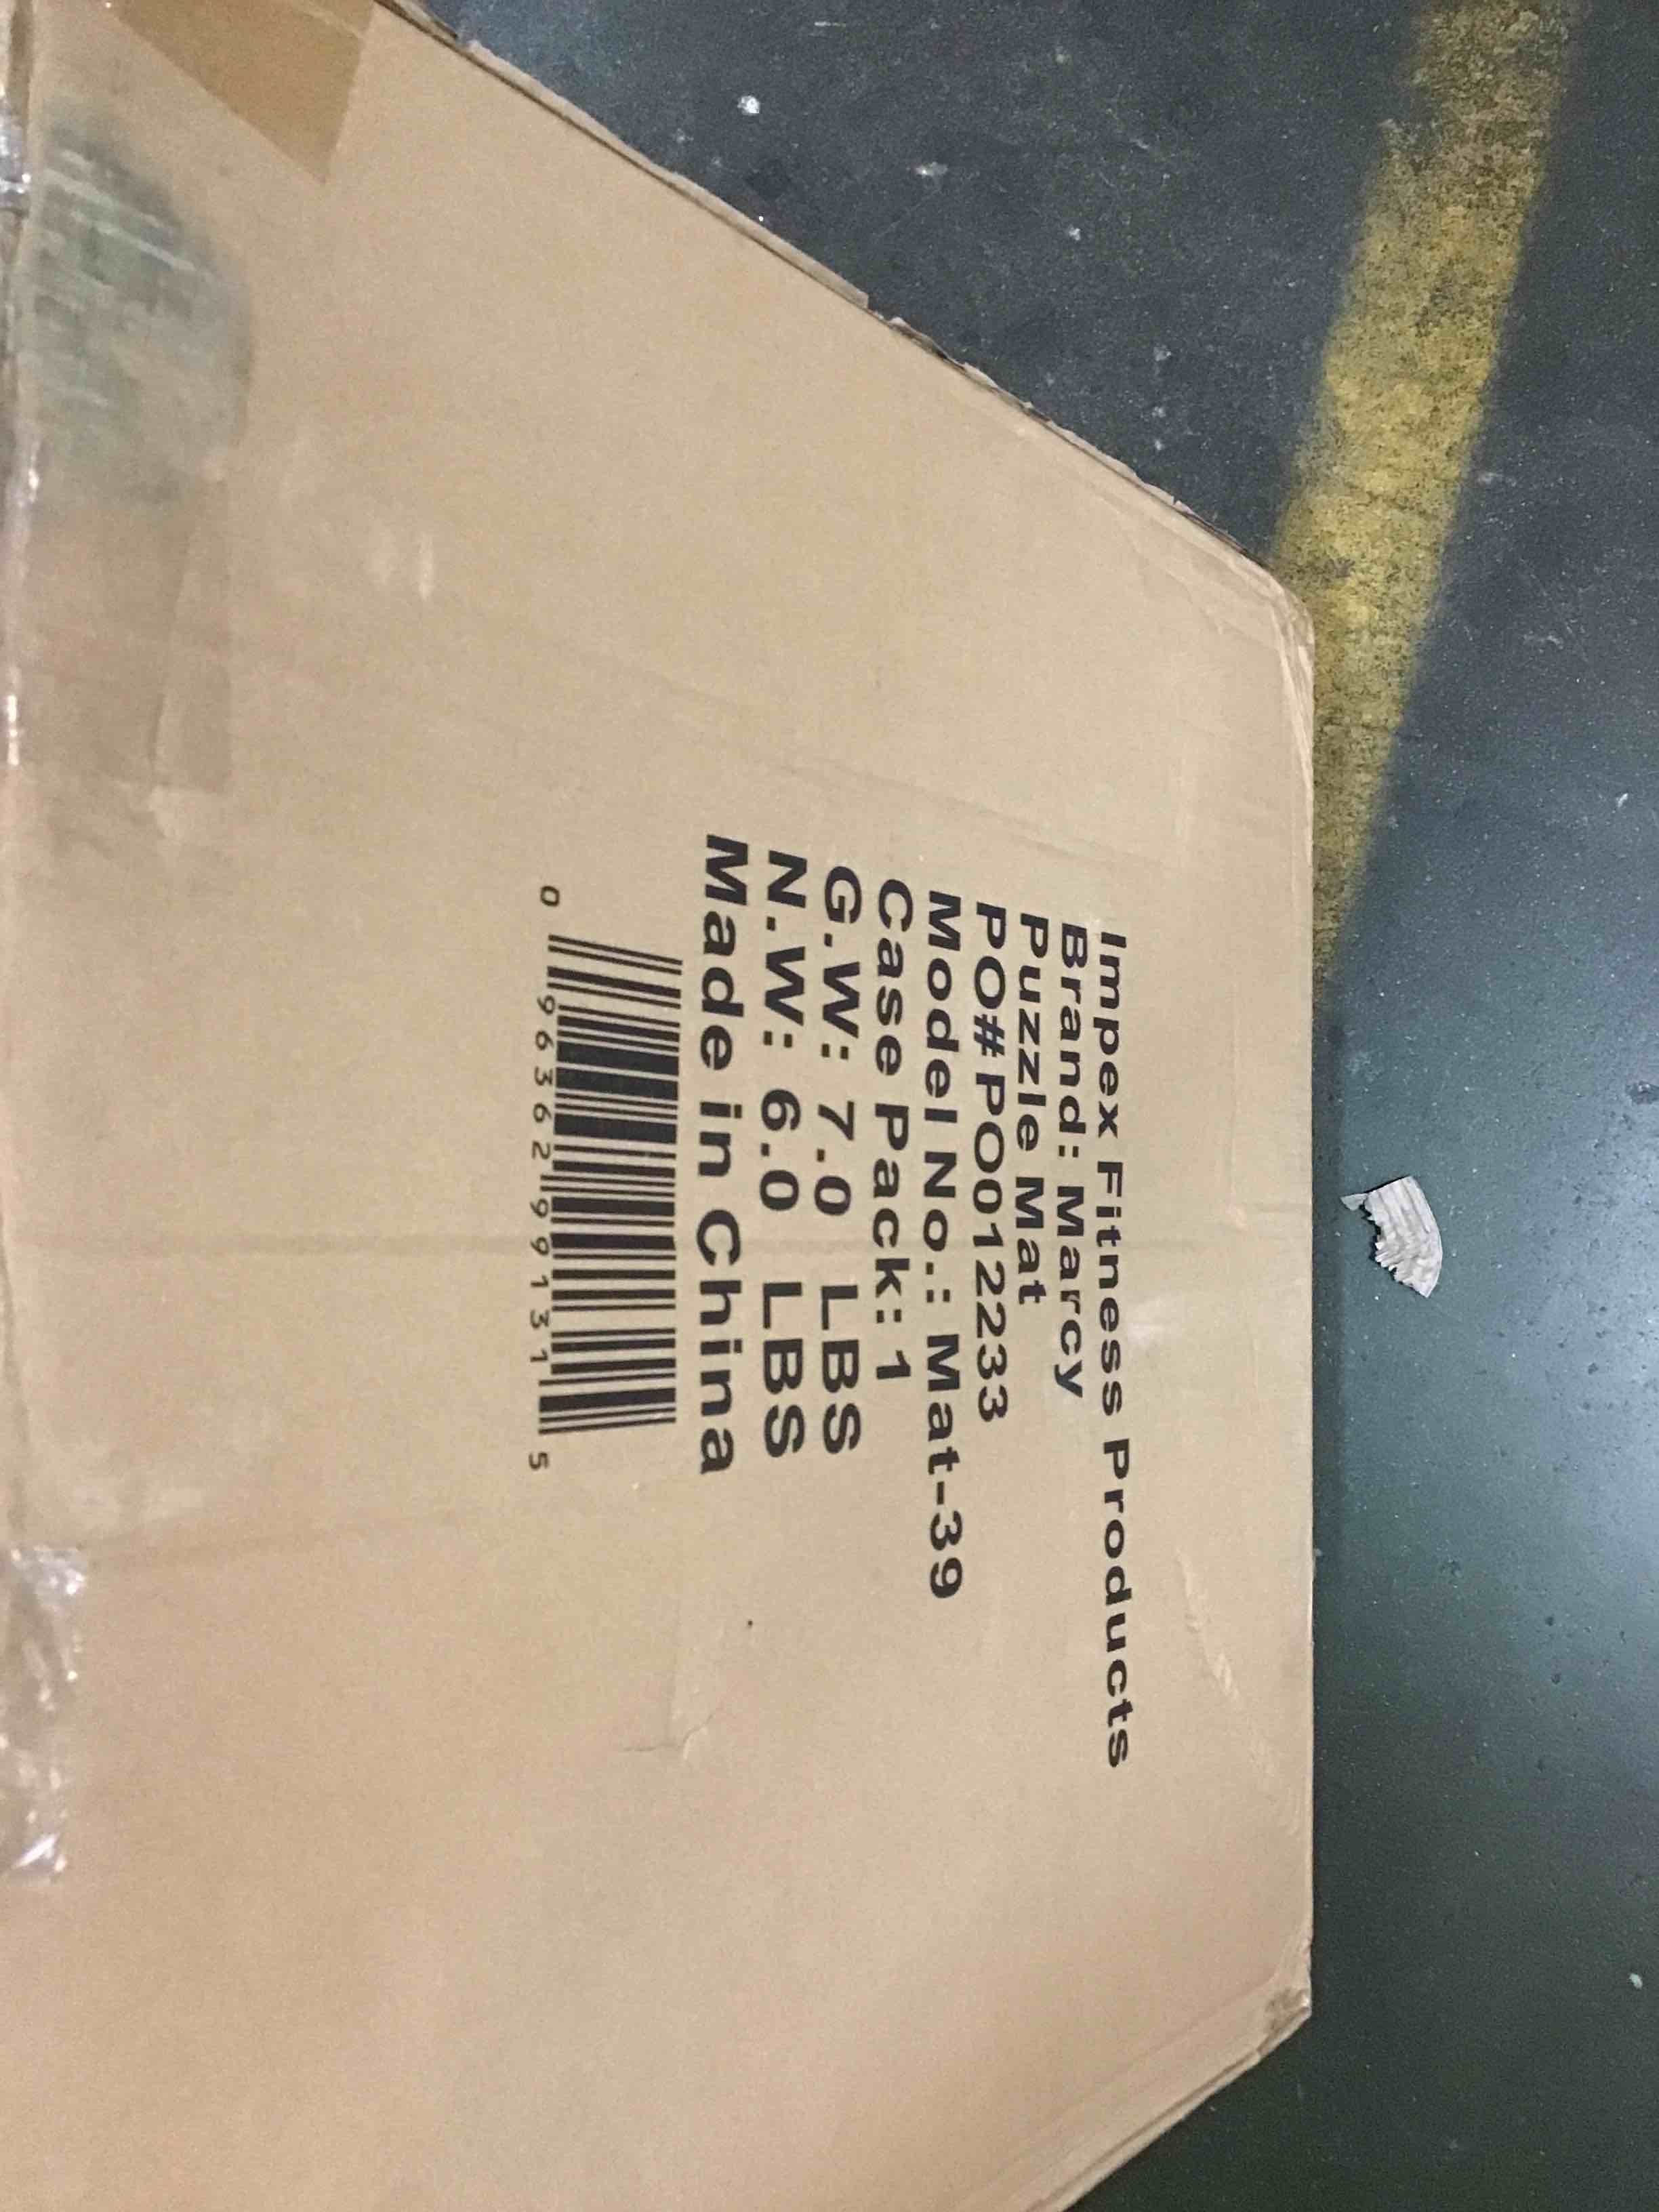 Impex Fitness Products
Brand: Marcy
Puzzle Mat
PO#PO0012233
Model No.: Mat-39
Case Pack: 1
G.W: 7.0 LBS
N.W: 6.0 LBS
Made in China
0 96362 99131 5